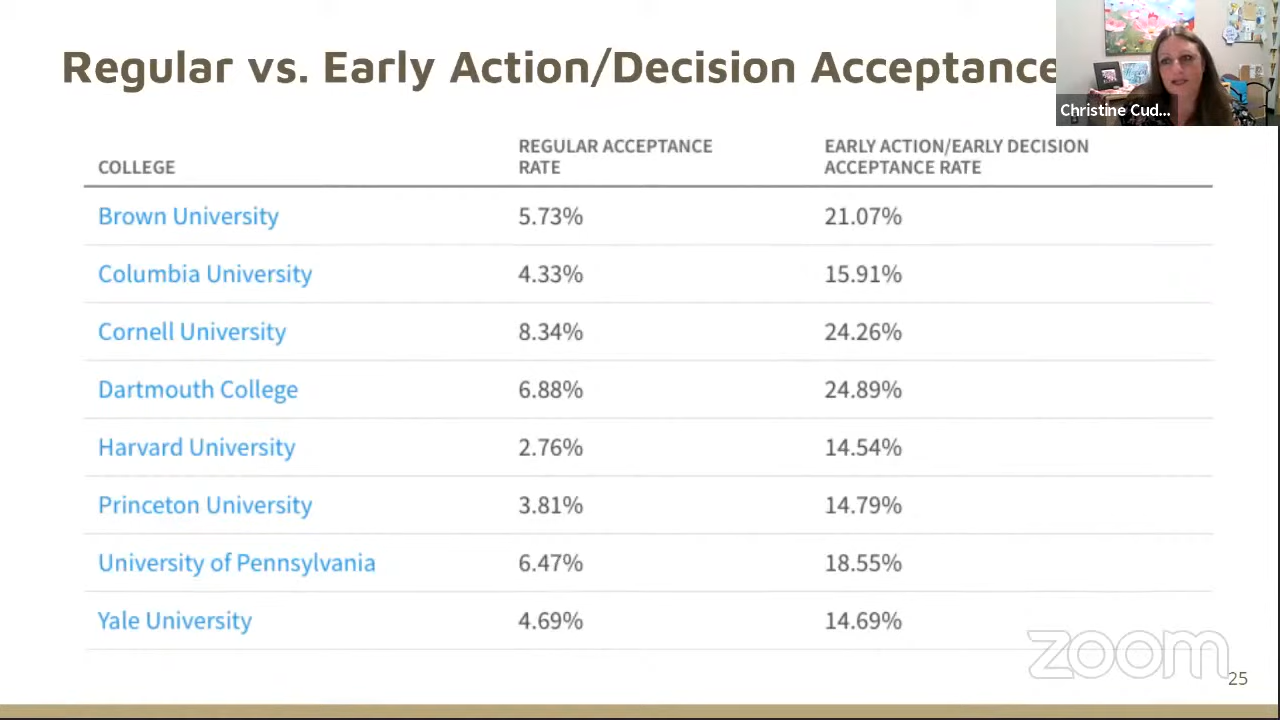 Regular vs. Early Action/Decision Acceptance
Christine Cud...
REGULAR ACCEPTANCE
RATE
EARLY ACTION/EARLY DECISION
ACCEPTANCE RATE
COLLEGE
Brown University 5.73% 21.07%
Columbia University 4.33% 15.91%
Cornell University 8.34% 24.26%
Dartmouth College 6.88% 24.89%
Harvard University 2.76% 14.54%
Princeton University 3.81% 14.79%
University of Pennsylvania 6.47% 18.55%
Yale University 4.69% 14.69%
zoom
25